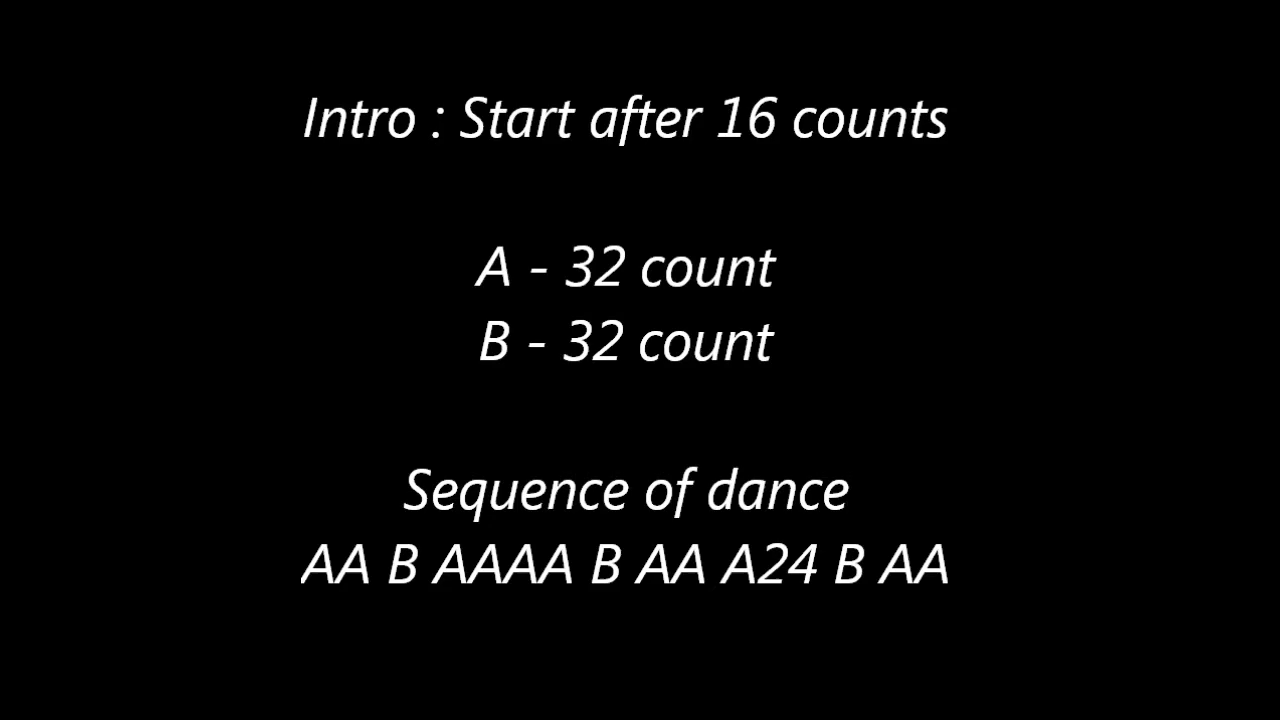 Intro : Start after 16 counts
A - 32 count
B - 32 count
Sequence of dance
AA B AAAA B AA A24 B AA